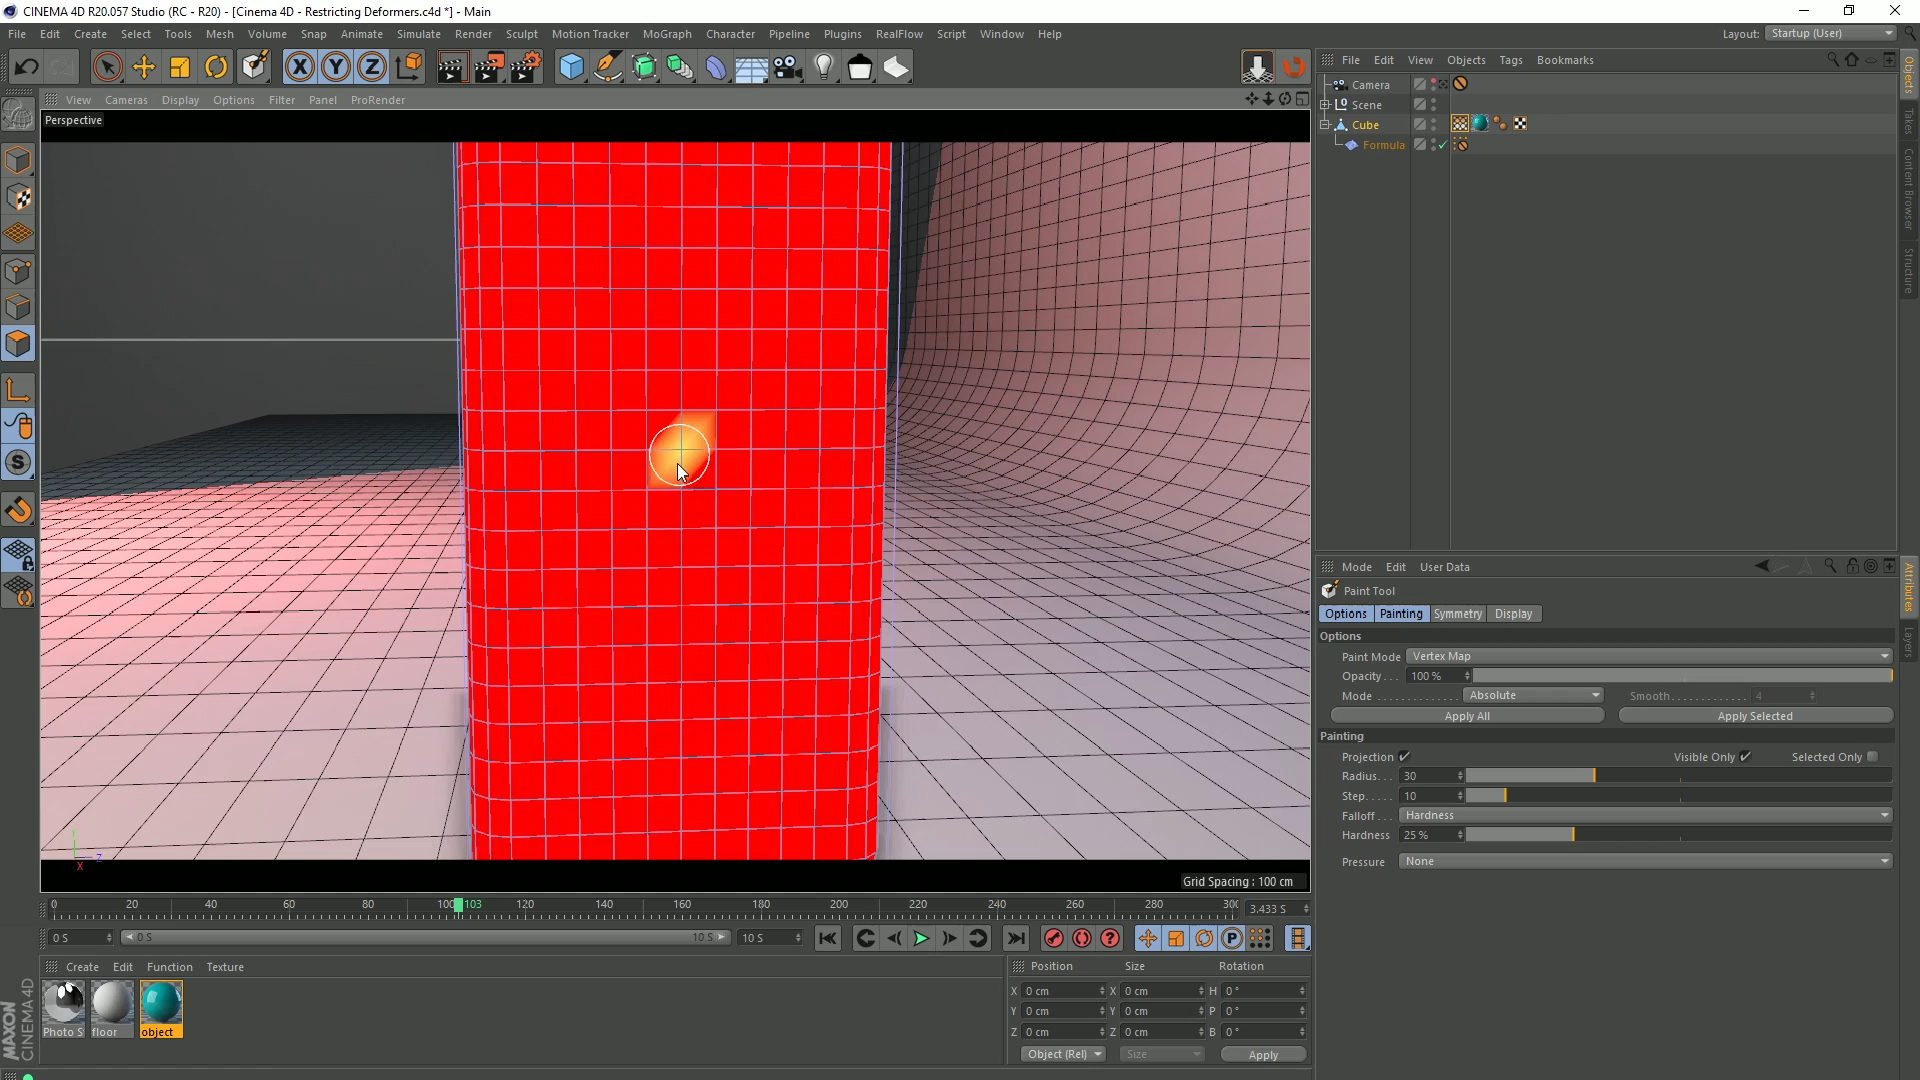 CINEMA 4D R20.057 Studio (RC - R20) - [Cinema 4D - Restricting Deformers.c4d *] - Main
File Edit Create Select Tools Mesh Volume Snap Animate Simulate Render Sculpt Motion Tracker MoGraph Character Pipeline Plugins RealFlow Script Window Help
Layout: Startup (User)
File Edit View Objects Tags Bookmarks
View Cameras Display Options Filter Panel ProRender
Perspective
Camera
Scene
Cube
Formula
Objects
Takes
Content Browser
Structure
Mode Edit User Data
Paint Tool
Options Painting Symmetry Display
Options
Paint Mode Vertex Map
Opacity . . . 100 %
Mode Absolute Smooth 4
Apply All Apply Selected
Painting
Projection Visible Only Selected Only
Radius. . . 30
Step. . . . . 10
Falloff . . . Hardness
Hardness 25 %
Pressure None
Attributes
Layers
Grid Spacing : 100 cm
Y
Z
X
0 20 40 60 80 100 103 120 140 160 180 200 220 240 260 280 300 3.433 S
0 S 0 S 10 S 10 S
Create Edit Function Texture
Photo S floor object
Position Size Rotation
X 0 cm X 0 cm H 0 °
Y 0 cm Y 0 cm P 0 °
Z 0 cm Z 0 cm B 0 °
Object (Rel) Size Apply
MAXON
CINEMA 4D